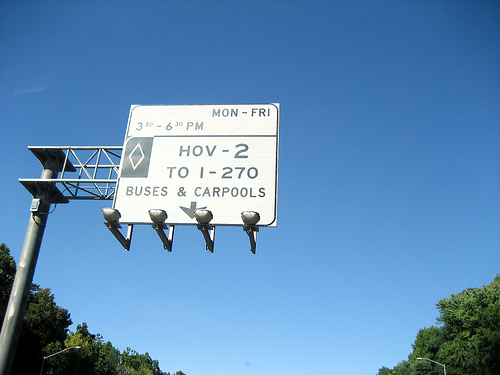 MON - FRI
3³⁰ - 6³⁰ PM
HOV - 2
TO I - 270
BUSES & CARPOOLS